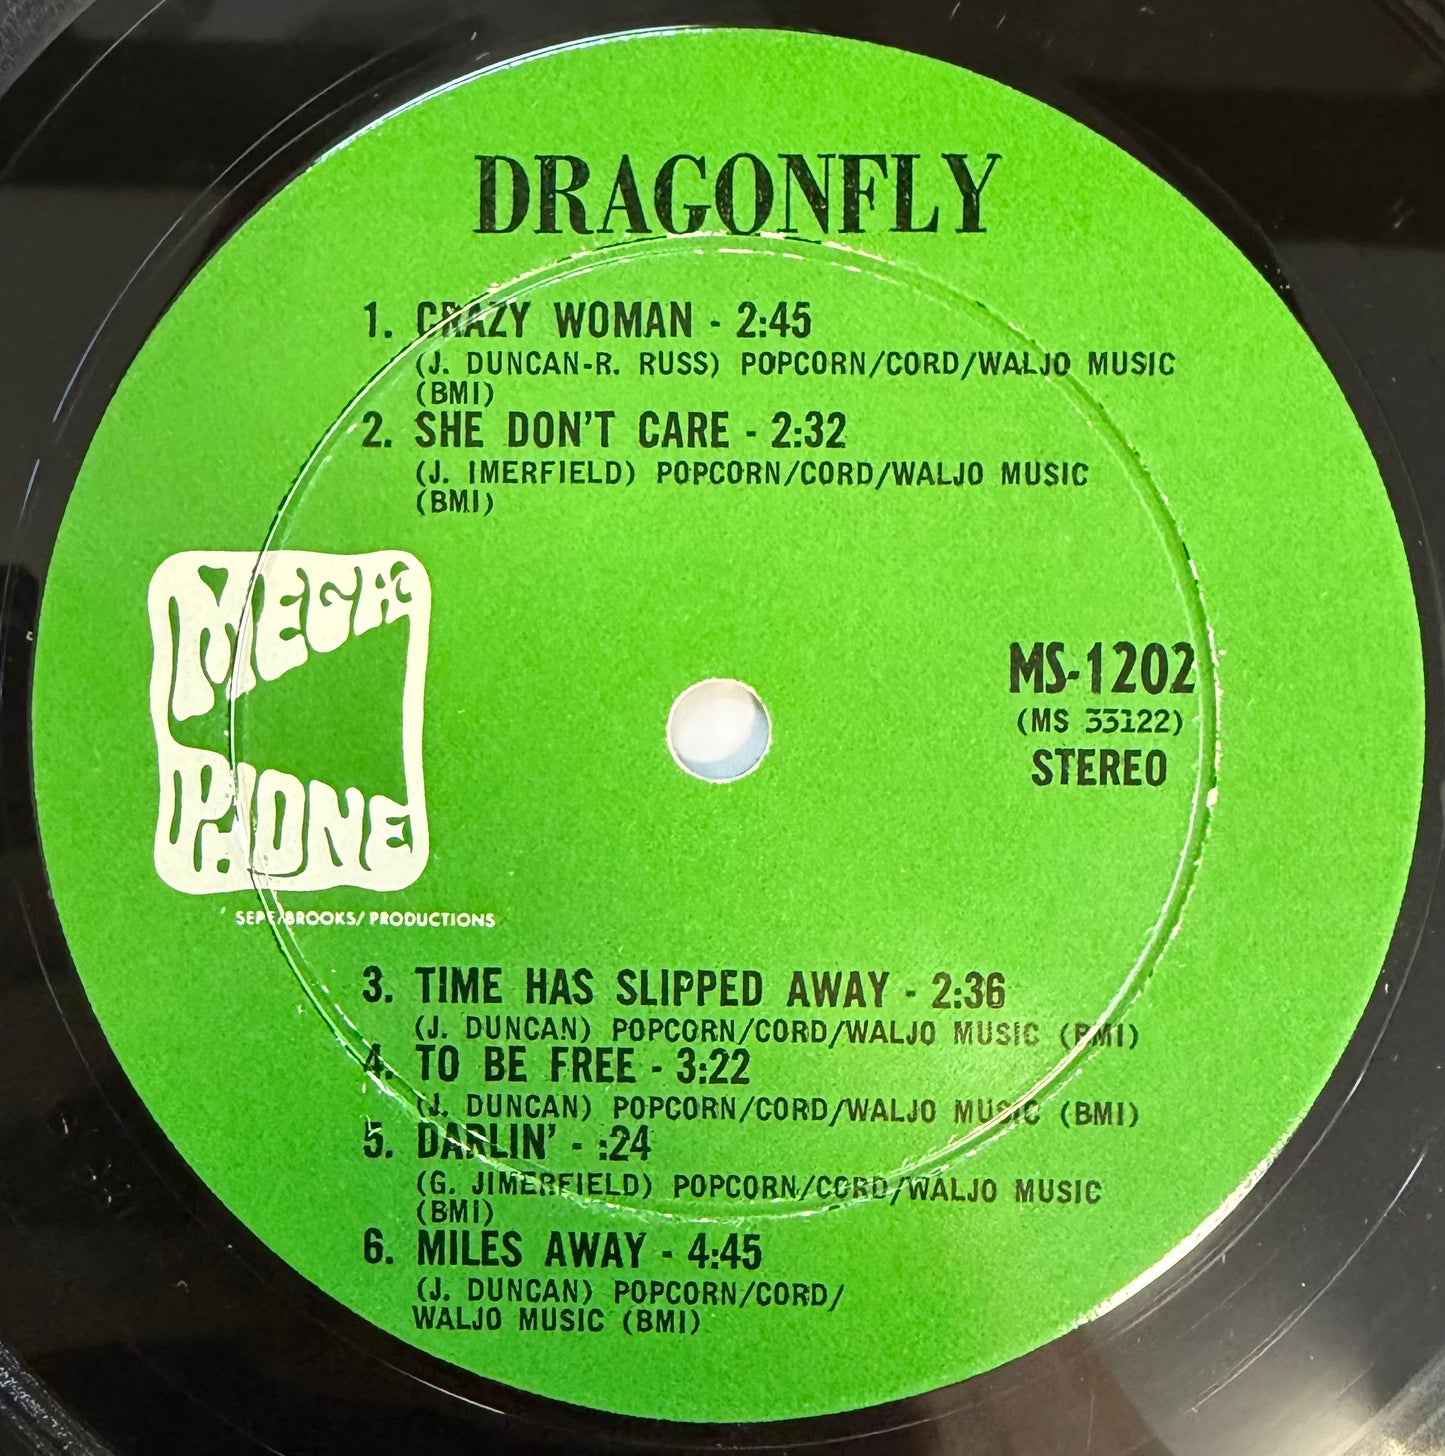 DRAGONFLY
1. CRAZY WOMAN - 2:45
(J. DUNCAN-R. RUSS) POPCORN/CORD/WALJO MUSIC
(BMI)
2. SHE DON'T CARE - 2:32
(J. IMERFIELD) POPCORN/CORD/WALJO MUSIC
(BMI)
MEGA
PHONE
SEPE/BROOKS/PRODUCTIONS
MS-1202
(MS 33122)
STEREO
3. TIME HAS SLIPPED AWAY - 2:36
(J. DUNCAN) POPCORN/CORD/WALJO MUSIC (BMI)
4. TO BE FREE - 3:22
(J. DUNCAN) POPCORN/CORD/WALJO MUSIC (BMI)
5. DARLIN' - :24
(G. JIMERFIELD) POPCORN/CORD/WALJO MUSIC
(BMI)
6. MILES AWAY - 4:45
(J. DUNCAN) POPCORN/CORD/
WALJO MUSIC (BMI)